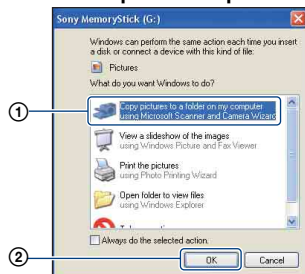 Sony MemoryStick (G:)
Windows can perform the same action each time you insert
a disk or connect a device with this kind of file:
Pictures
What do you want Windows to do?
① Copy pictures to a folder on my computer
using Microsoft Scanner and Camera Wizard
View a slideshow of the images
using Windows Picture and Fax Viewer
Print the pictures
using Photo Printing Wizard
Open folder to view files
using Windows Explorer
Always do the selected action.
② OK Cancel